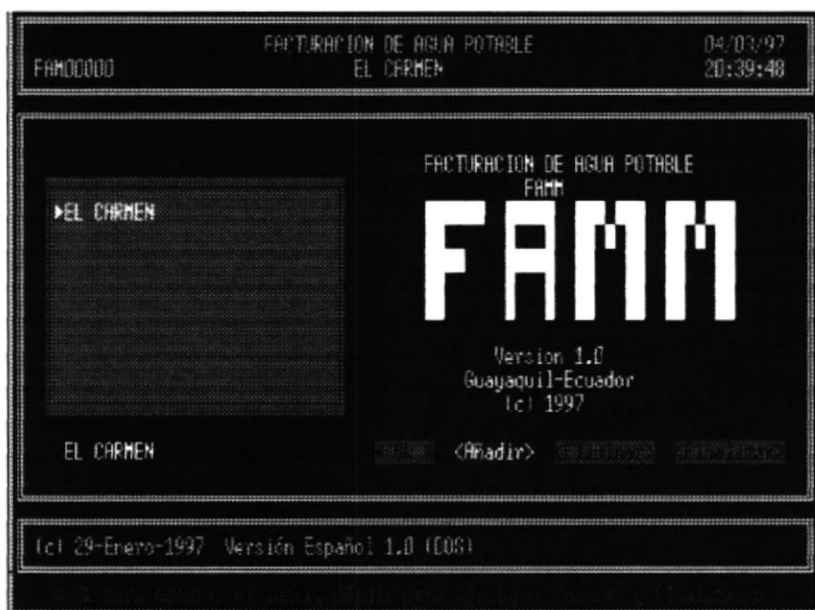 FACTURACION DE AGUA POTABLE 04/03/97
FAM00000 EL CARMEN 20:39:48
FACTURACION DE AGUA POTABLE
FAMM
►EL CARMEN
FAMM
Version 1.0
Guayaquil-Ecuador
(c) 1997
EL CARMEN <Añadir>
(c) 29-Enero-1997 Versión Español 1.0 (DOS)